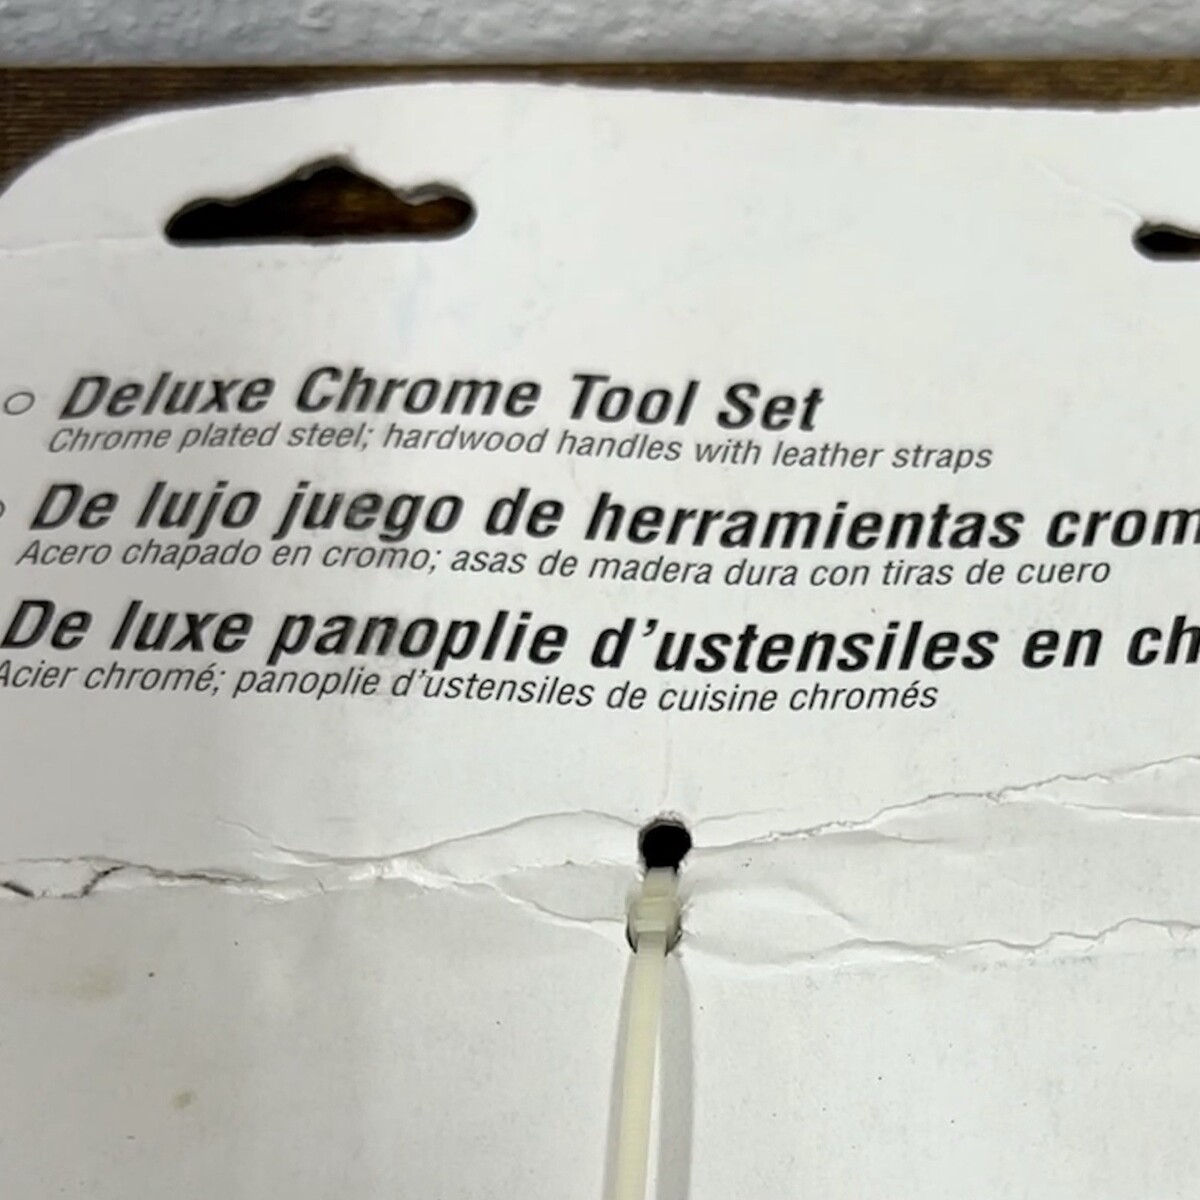 Deluxe Chrome Tool Set
Chrome plated steel; hardwood handles with leather straps
De lujo juego de herramientas crom
Acero chapado en cromo; asas de madera dura con tiras de cuero
De luxe panoplie d'ustensiles en ch
Acier chromé; panoplie d'ustensiles de cuisine chromés